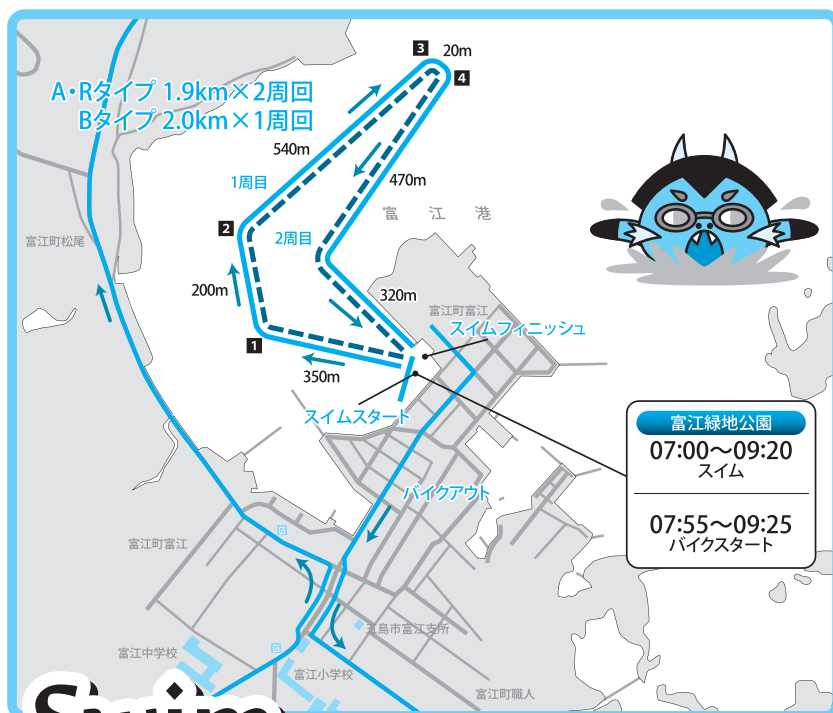 A・Rタイプ 1.9km×2周回
Bタイプ 2.0km×1周回
3
20m
4
540m
1周目
470m
富江港
2
2周目
富江町松尾
200m
320m
富江町富江
スイムフィニッシュ
1
350m
スイムスタート
富江緑地公園
07:00〜09:20
スイム
07:55〜09:25
バイクスタート
バイクアウト
富江町富江
五島市富江支所
富江中学校
富江小学校
富江町職人
Swim